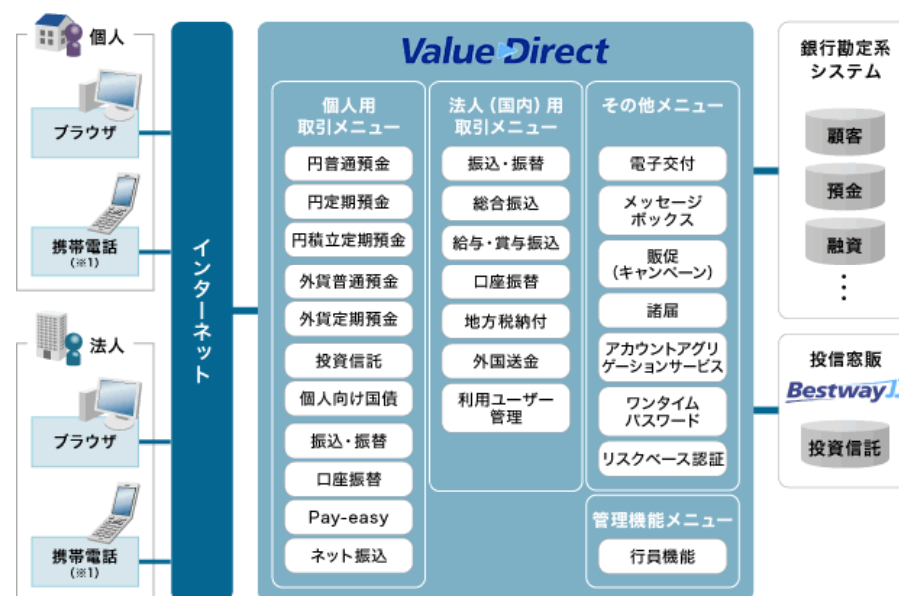 個人
ブラウザ
携帯電話
(※1)
法人
ブラウザ
携帯電話
(※1)
インターネット
Value Direct
個人用
取引メニュー
円普通預金
円定期預金
円積立定期預金
外貨普通預金
外貨定期預金
投資信託
個人向け国債
振込・振替
口座振替
Pay-easy
ネット振込
法人(国内)用
取引メニュー
振込・振替
総合振込
給与・賞与振込
口座振替
地方税納付
外国送金
利用ユーザー
管理
その他メニュー
電子交付
メッセージ
ボックス
販促
(キャンペーン)
諸届
アカウントアグリ
ゲーションサービス
ワンタイム
パスワード
リスクベース認証
管理機能メニュー
行員機能
銀行勘定系
システム
顧客
預金
融資
⋮
投信窓販
BestwayJ
投資信託